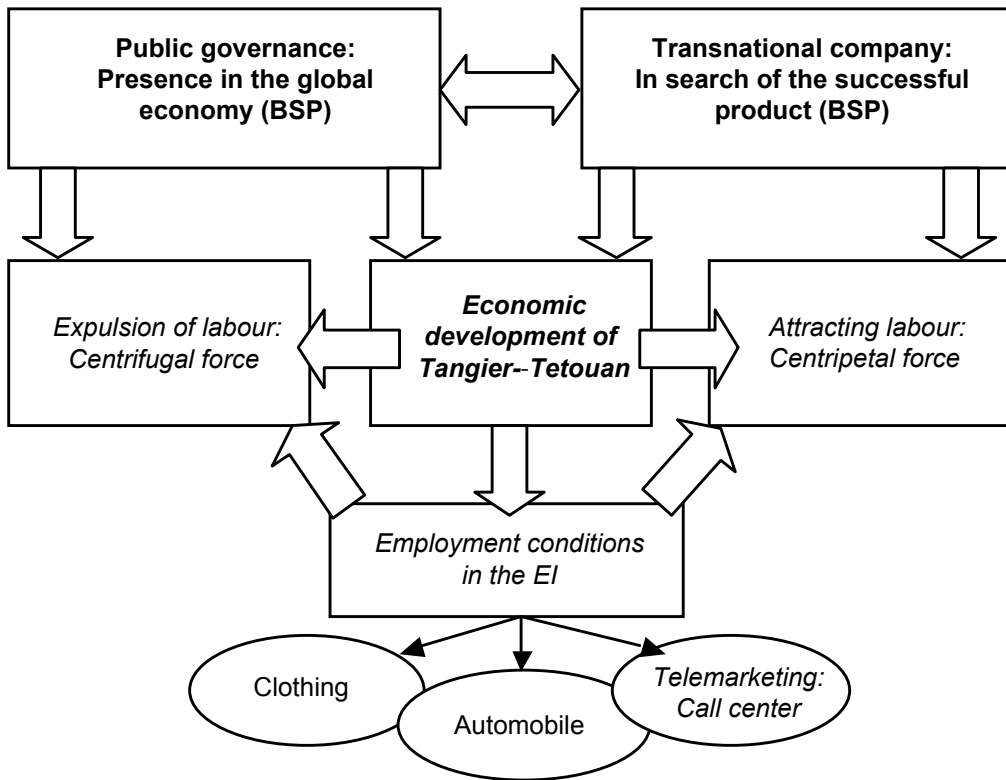 Public governance:
Presence in the global
economy (BSP)
Transnational company:
In search of the successful
product (BSP)
Expulsion of labour:
Centrifugal force
Economic
development of
Tangier--Tetouan
Attracting labour:
Centripetal force
Employment conditions
in the EI
Clothing
Automobile
Telemarketing:
Call center